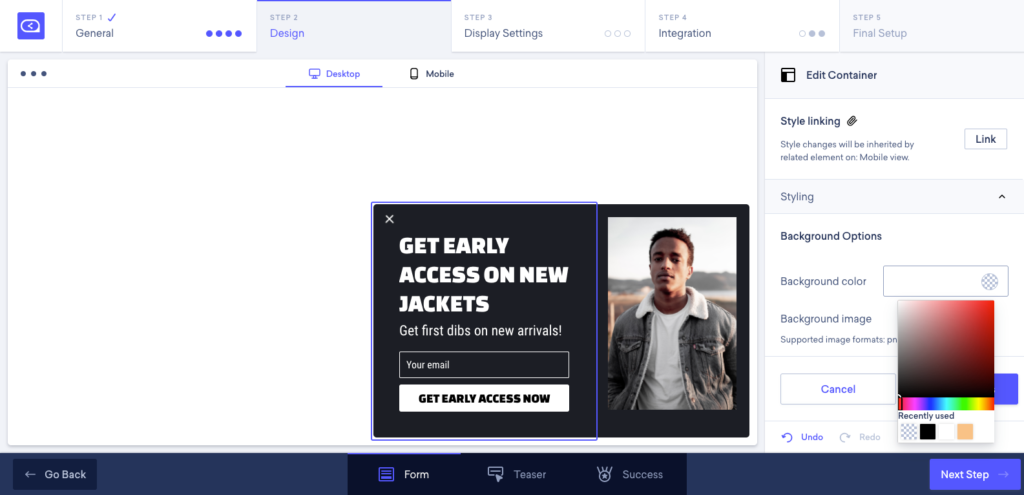 STEP 1
General
STEP 2
Design
STEP 3
Display Settings
STEP 4
Integration
STEP 5
Final Setup
Desktop
Mobile
GET EARLY
ACCESS ON NEW
JACKETS
Get first dibs on new arrivals!
Your email
GET EARLY ACCESS NOW
Edit Container
Style linking
Style changes will be inherited by
related element on: Mobile view.
Link
Styling
Background Options
Background color
Background image
Supported image formats: pn
Recently used
Cancel
Undo
Redo
Go Back
Form
Teaser
Success
Next Step